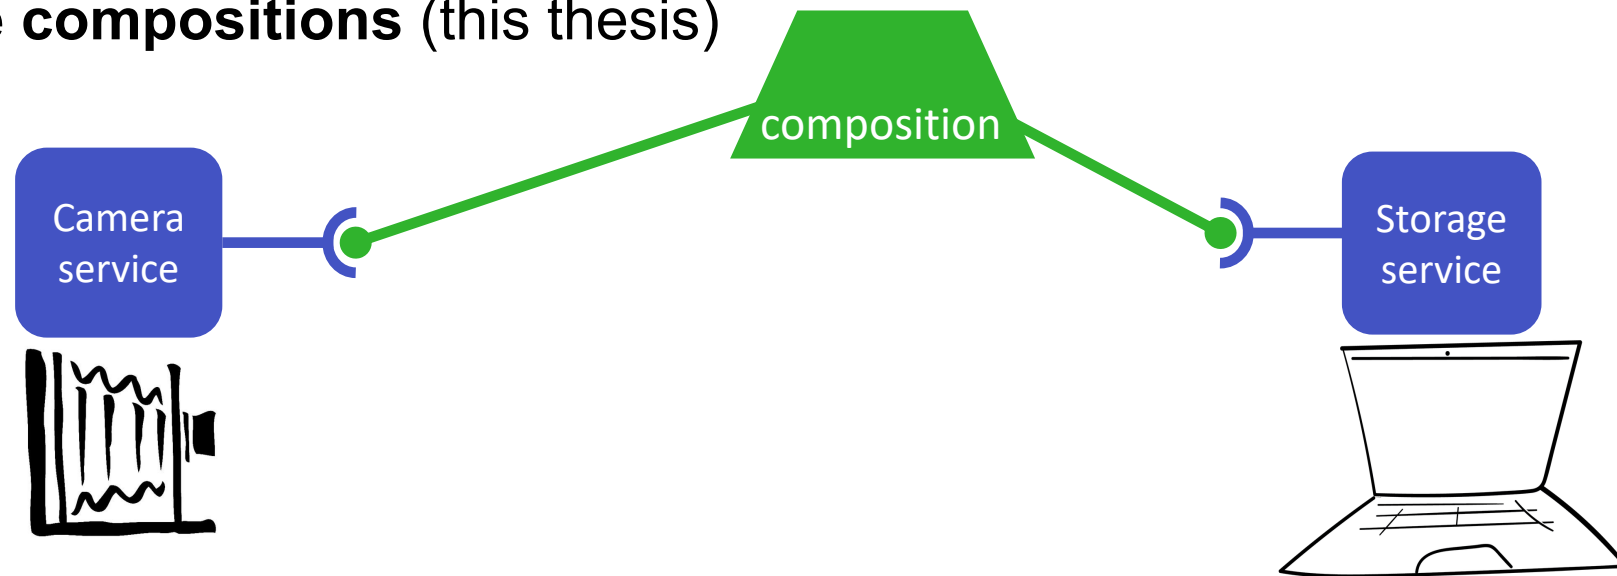 e compositions (this thesis)
composition
Camera
service
Storage
service